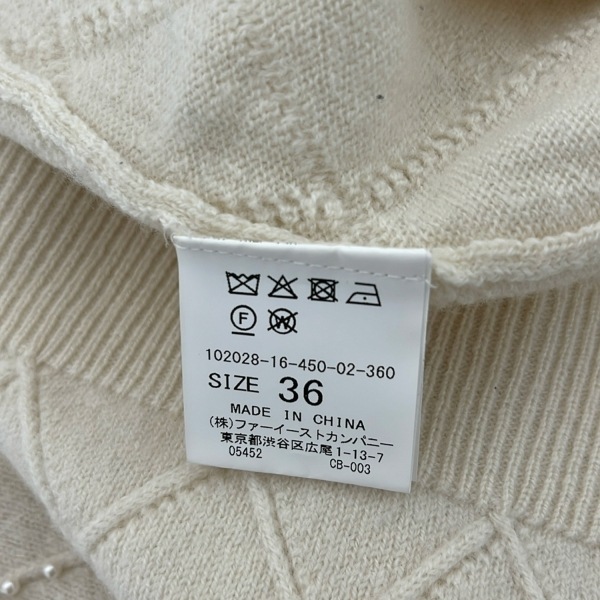 F W
102028-16-450-02-360
SIZE 36
MADE IN CHINA
(株)ファーイーストカンパニー
東京都渋谷区広尾1-13-7
05452 CB-003